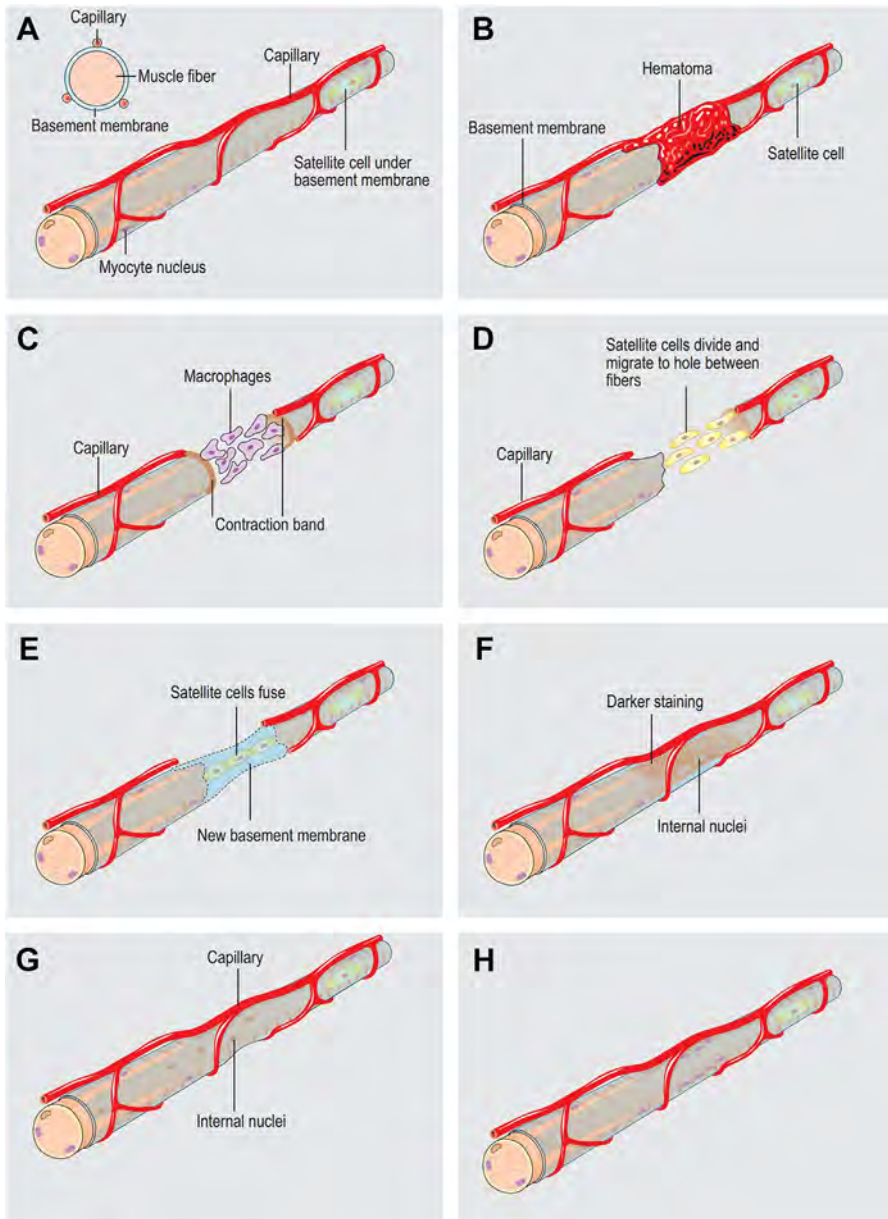 A
Capillary
Capillary
Muscle fiber
Basement membrane
Satellite cell under
basement membrane
Myocyte nucleus
B
Hematoma
Basement membrane
Satellite cell
C
Macrophages
Capillary
Contraction band
D
Satellite cells divide and
migrate to hole between
fibers
Capillary
E
Satellite cells fuse
New basement membrane
F
Darker staining
Internal nuclei
G
Capillary
Internal nuclei
H